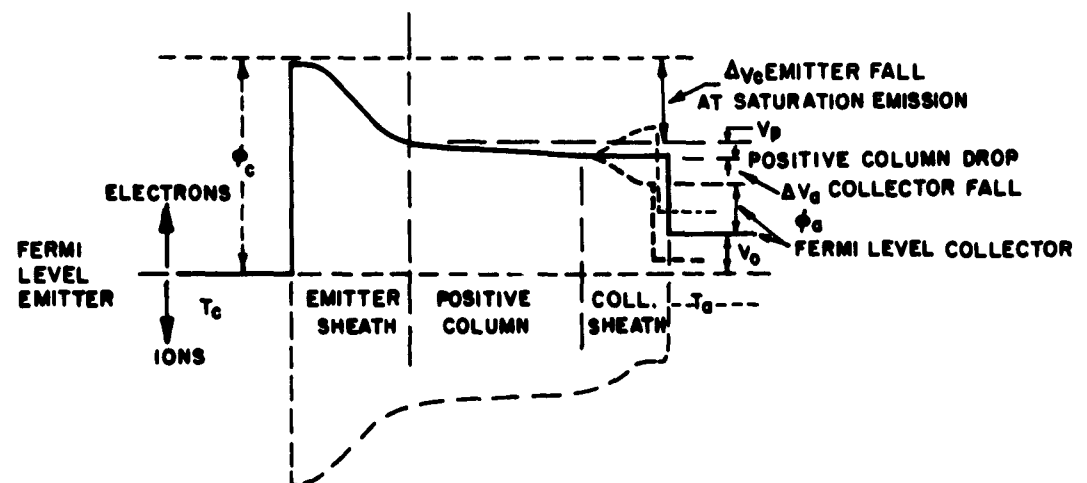 ΔVc EMITTER FALL
AT SATURATION EMISSION
Vp
POSITIVE COLUMN DROP
ΔVa COLLECTOR FALL
ϕa
FERMI LEVEL COLLECTOR
Vo
ϕc
ELECTRONS
FERMI
LEVEL
EMITTER
Tc
IONS
EMITTER
SHEATH
POSITIVE
COLUMN
COLL.
SHEATH
Ta